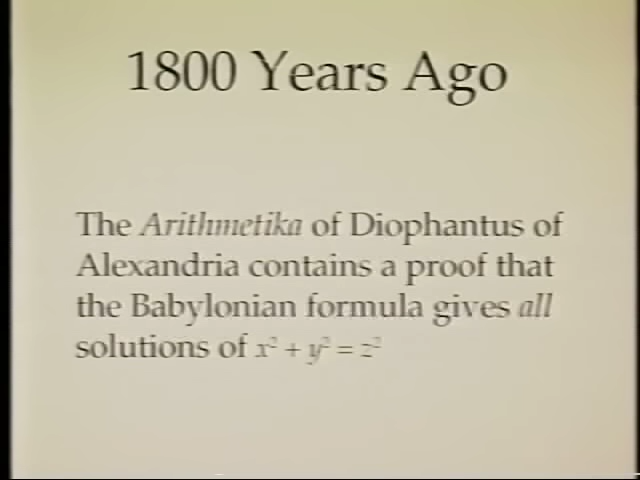 1800 Years Ago
The Arithmetika of Diophantus of
Alexandria contains a proof that
the Babylonian formula gives all
solutions of x² + y² = z²